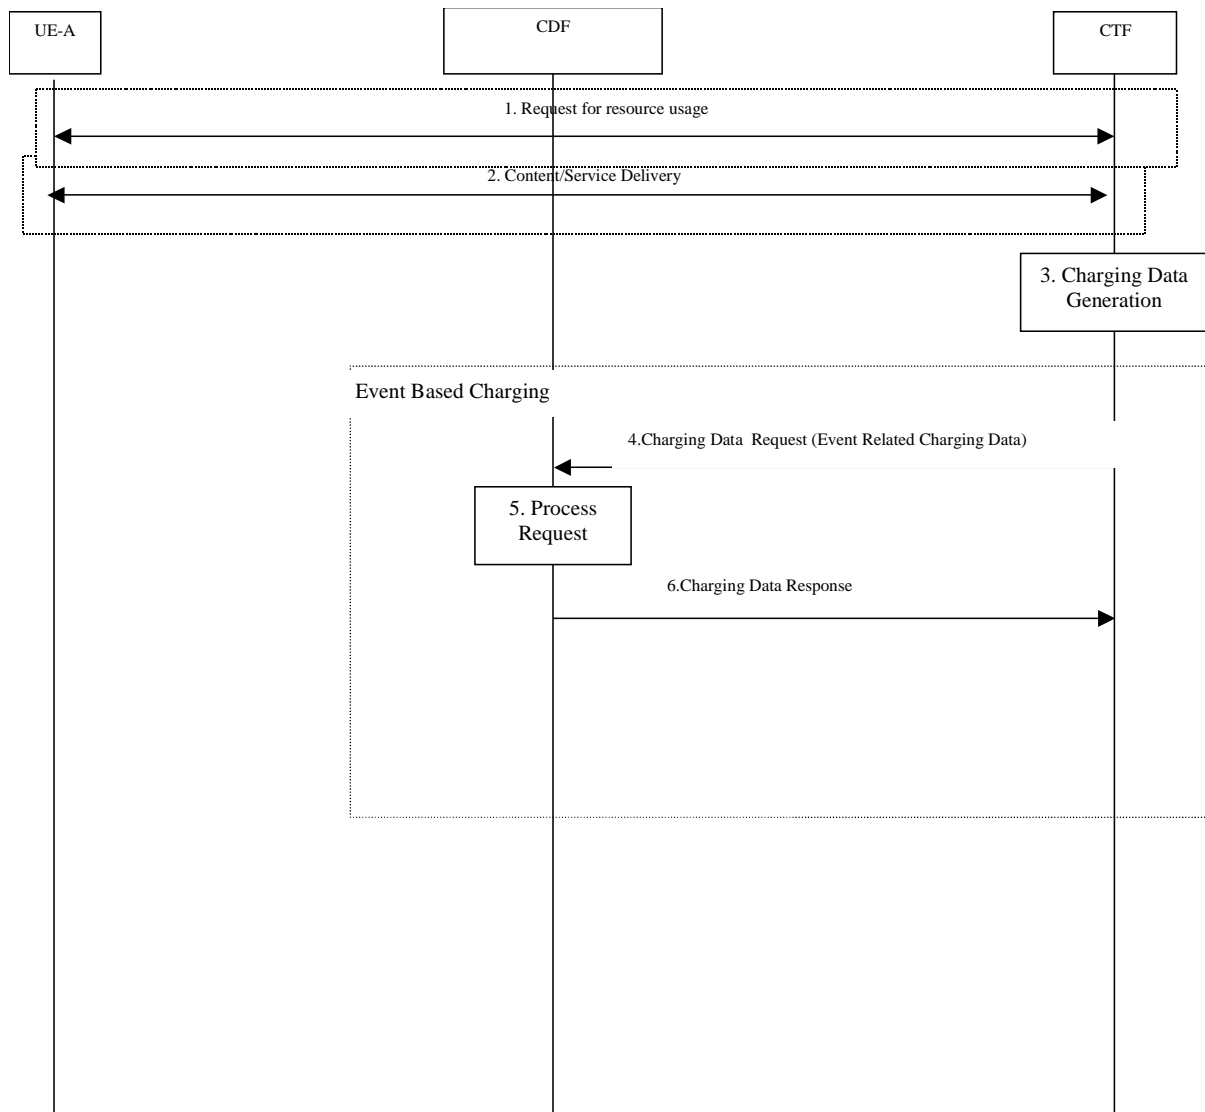 UE-A
CDF
CTF
1. Request for resource usage
2. Content/Service Delivery
3. Charging Data
Generation
Event Based Charging
4.Charging Data  Request (Event Related Charging Data)
5. Process
Request
6.Charging Data Response